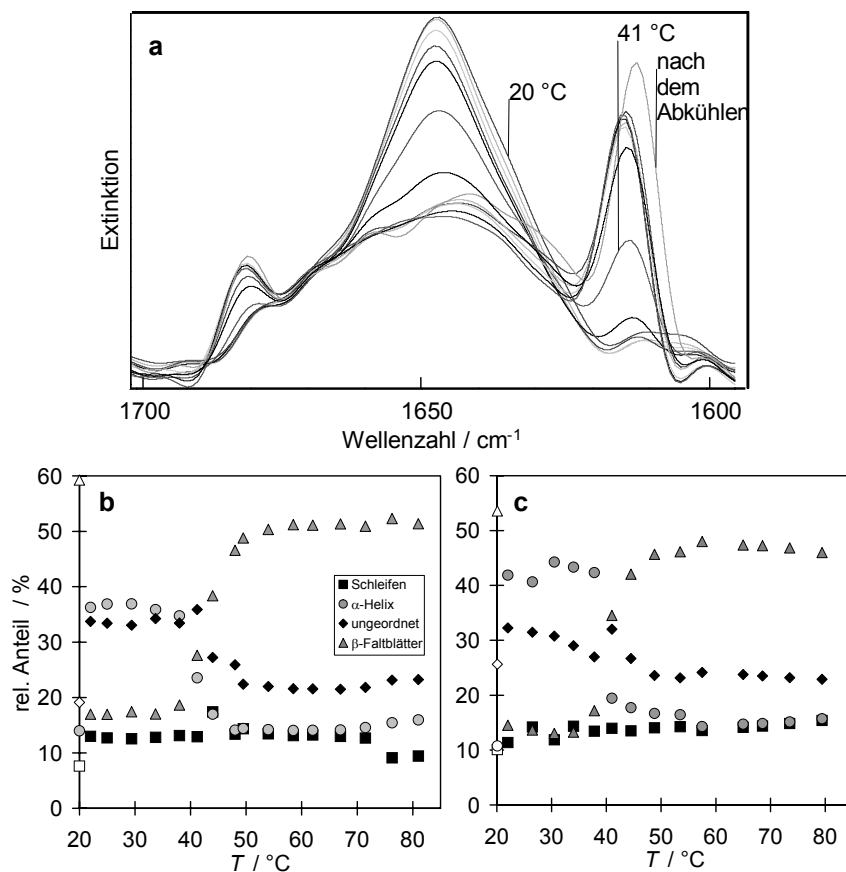 a
41 °C
nach
dem
Abkühlen
20 °C
Extinktion
1700
1650
1600
Wellenzahl / cm⁻¹
b
60
50
40
30
20
10
0
rel. Anteil / %
Schleifen
α-Helix
ungeordnet
β-Faltblätter
20 30 40 50 60 70 80
T / °C
c
60
50
40
30
20
10
0
20 30 40 50 60 70 80
T / °C